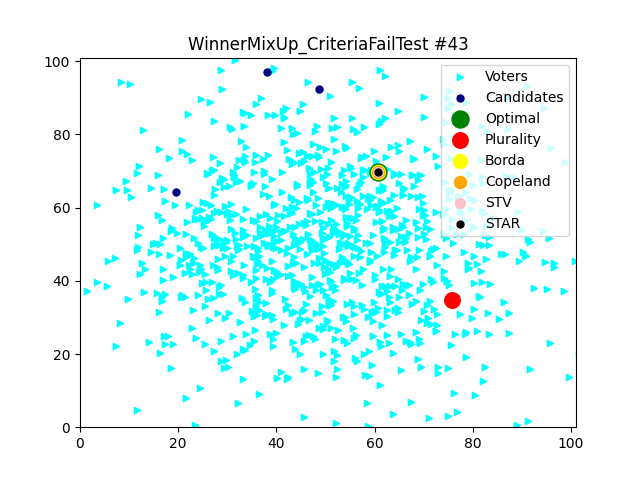 WinnerMixUp_CriteriaFailTest #43
100
80
60
40
20
0
0 20 40 60 80 100
Voters
Candidates
Optimal
Plurality
Borda
Copeland
STV
STAR